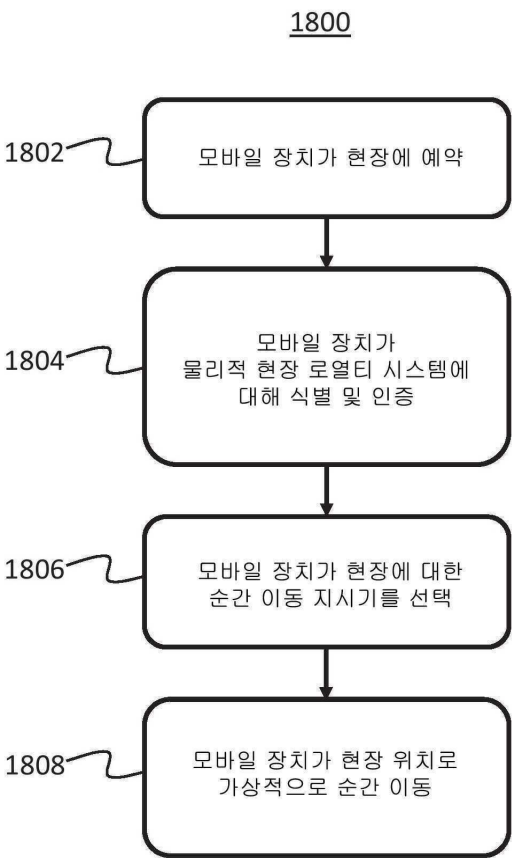 1800
1802
모바일 장치가 현장에 예약
1804
모바일 장치가
물리적 현장 로열티 시스템에
대해 식별 및 인증
1806
모바일 장치가 현장에 대한
순간 이동 지시기를 선택
1808
모바일 장치가 현장 위치로
가상적으로 순간 이동